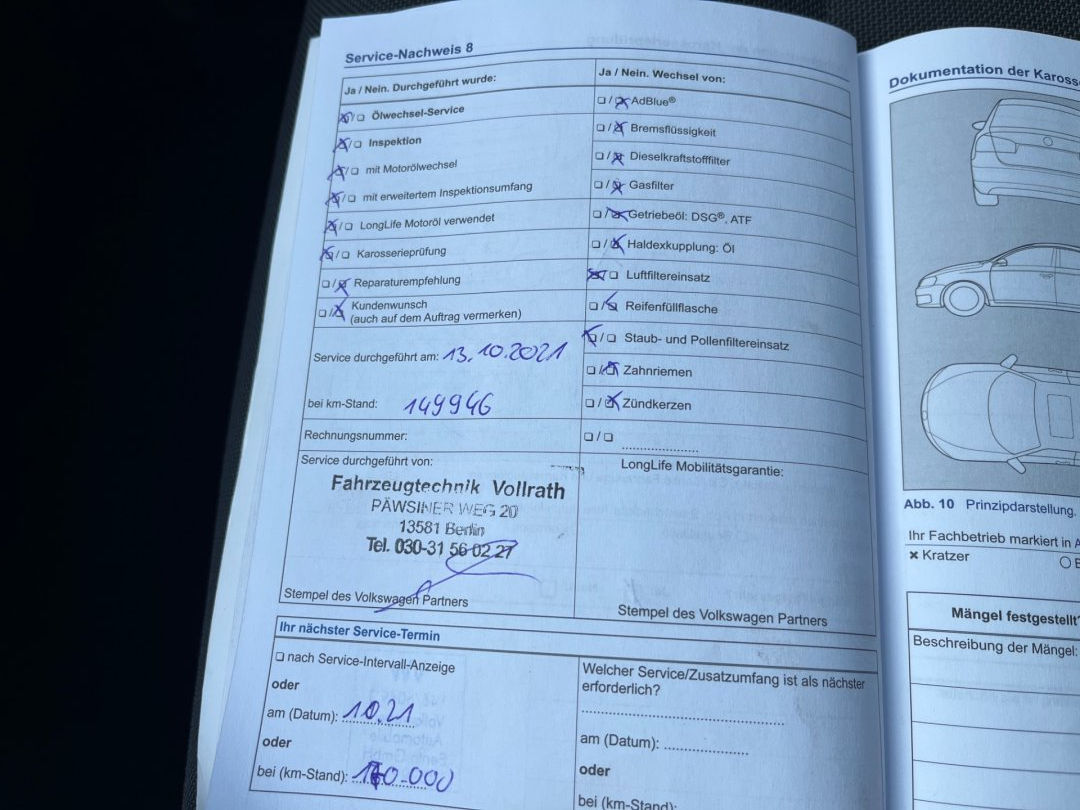 Service-Nachweis 8
Ja / Nein. Durchgeführt wurde:
Ölwechsel-Service
Inspektion
mit Motorölwechsel
mit erweitertem Inspektionsumfang
LongLife Motoröl verwendet
Karosserieprüfung
Reparaturempfehlung
Kundenwunsch
(auch auf dem Auftrag vermerken)
Service durchgeführt am: 13.10.2021
bei km-Stand: 149946
Rechnungsnummer:
Service durchgeführt von:
Fahrzeugtechnik Vollrath
PÄWSINER WEG 20
13581 Berlin
Tel. 030-31 56 02 27
Stempel des Volkswagen Partners
Ja / Nein. Wechsel von:
AdBlue®
Bremsflüssigkeit
Dieselkraftstofffilter
Gasfilter
Getriebeöl: DSG®, ATF
Haldexkupplung: Öl
Luftfiltereinsatz
Reifenfüllflasche
Staub- und Pollenfiltereinsatz
Zahnriemen
Zündkerzen
LongLife Mobilitätsgarantie:
Stempel des Volkswagen Partners
Ihr nächster Service-Termin
nach Service-Intervall-Anzeige
oder
am (Datum): 10.21
oder
bei (km-Stand): 170.000
Welcher Service/Zusatzumfang ist als nächster
erforderlich?
am (Datum):
oder
bei (km-Stand):
Dokumentation der Karosse
Abb. 10 Prinzipdarstellung.
Ihr Fachbetrieb markiert in A
× Kratzer
Mängel festgestellt?
Beschreibung der Mängel: